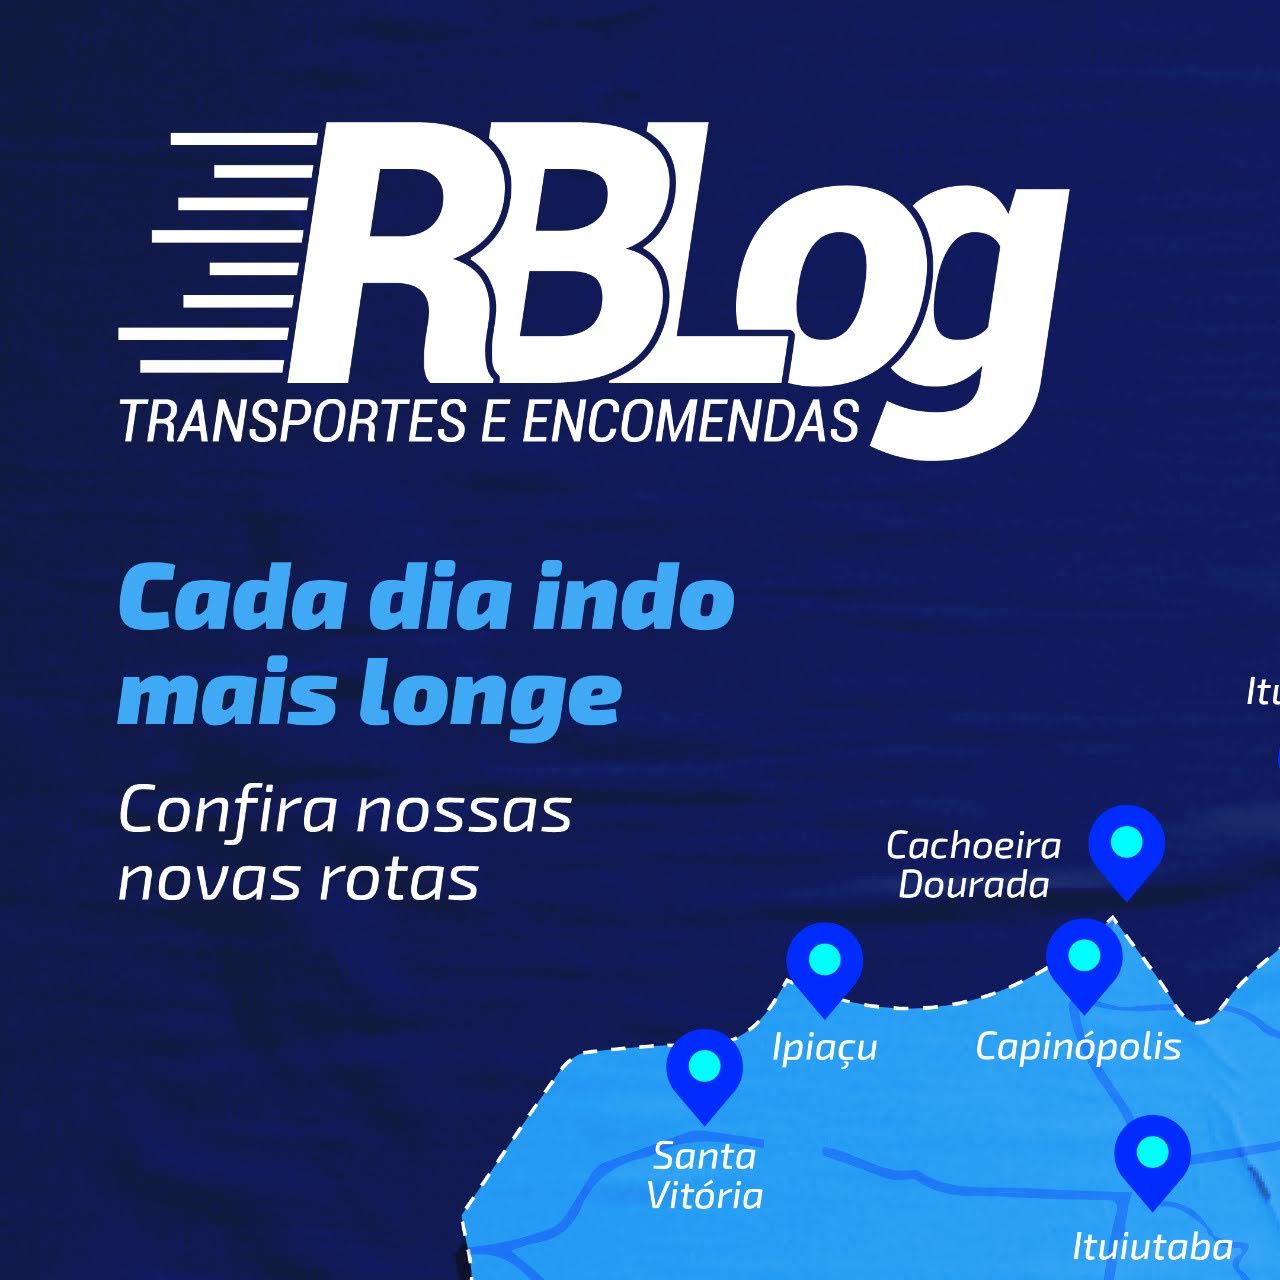 RBLog
TRANSPORTES E ENCOMENDAS
Cada dia indo
mais longe
Confira nossas
novas rotas
Itu
Cachoeira
Dourada
Ipiaçu
Capinópolis
Santa
Vitória
Ituiutaba